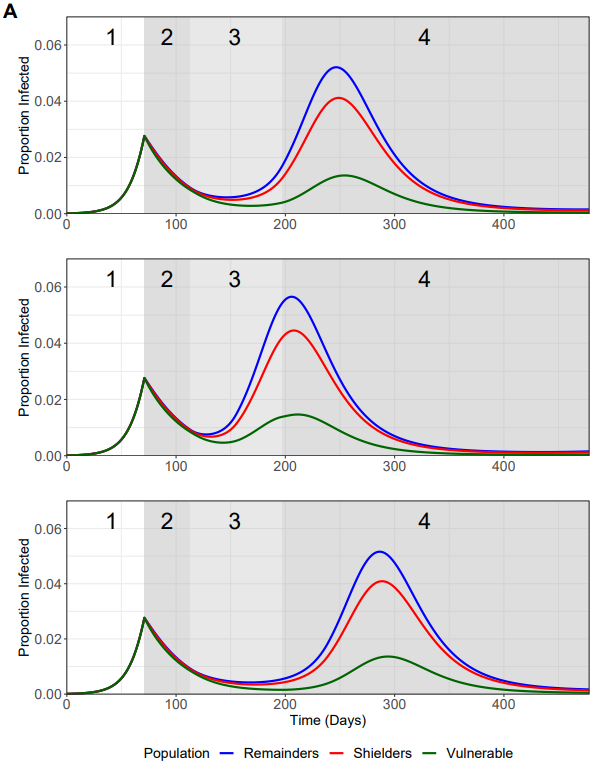 A
1 2 3 4
Proportion Infected
0.06
0.04
0.02
0.00
0 100 200 300 400
1 2 3 4
Proportion Infected
0.06
0.04
0.02
0.00
0 100 200 300 400
1 2 3 4
Proportion Infected
0.06
0.04
0.02
0.00
0 100 200 300 400
Time (Days)
Population Remainders Shielders Vulnerable